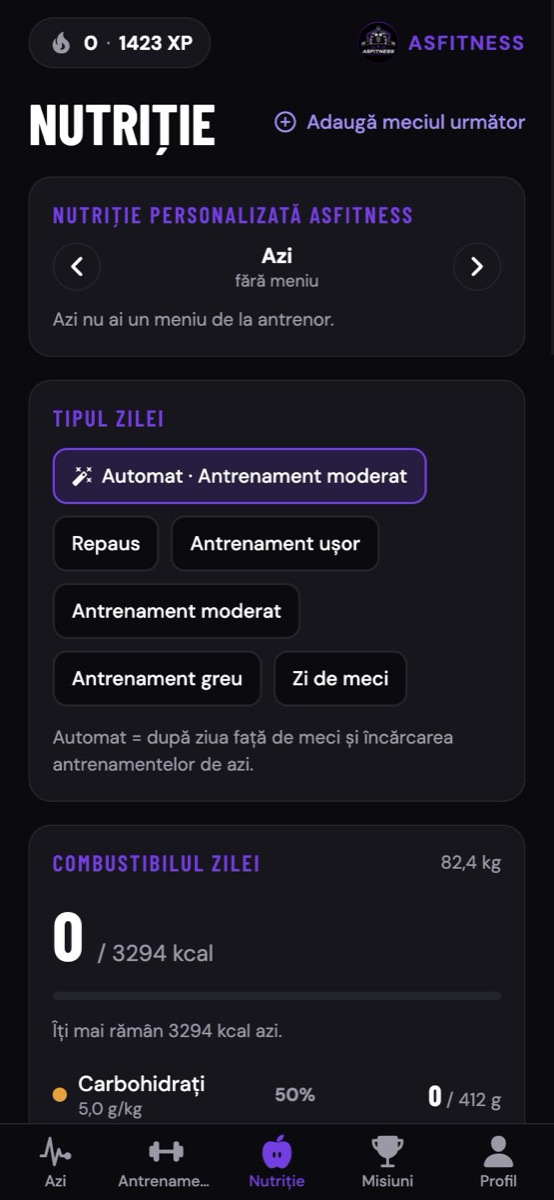 0 · 1423 XP
ASFITNESS
ASFITNESS
NUTRIȚIE
Adaugă meciul următor
NUTRIȚIE PERSONALIZATĂ ASFITNESS
Azi
fără meniu
Azi nu ai un meniu de la antrenor.
TIPUL ZILEI
Automat · Antrenament moderat
Repaus
Antrenament ușor
Antrenament moderat
Antrenament greu
Zi de meci
Automat = după ziua față de meci și încărcarea
antrenamentelor de azi.
COMBUSTIBILUL ZILEI
82,4 kg
0 / 3294 kcal
Îți mai rămân 3294 kcal azi.
Carbohidrați
50%
0 / 412 g
5,0 g/kg
Azi
Antrename...
Nutriție
Misiuni
Profil